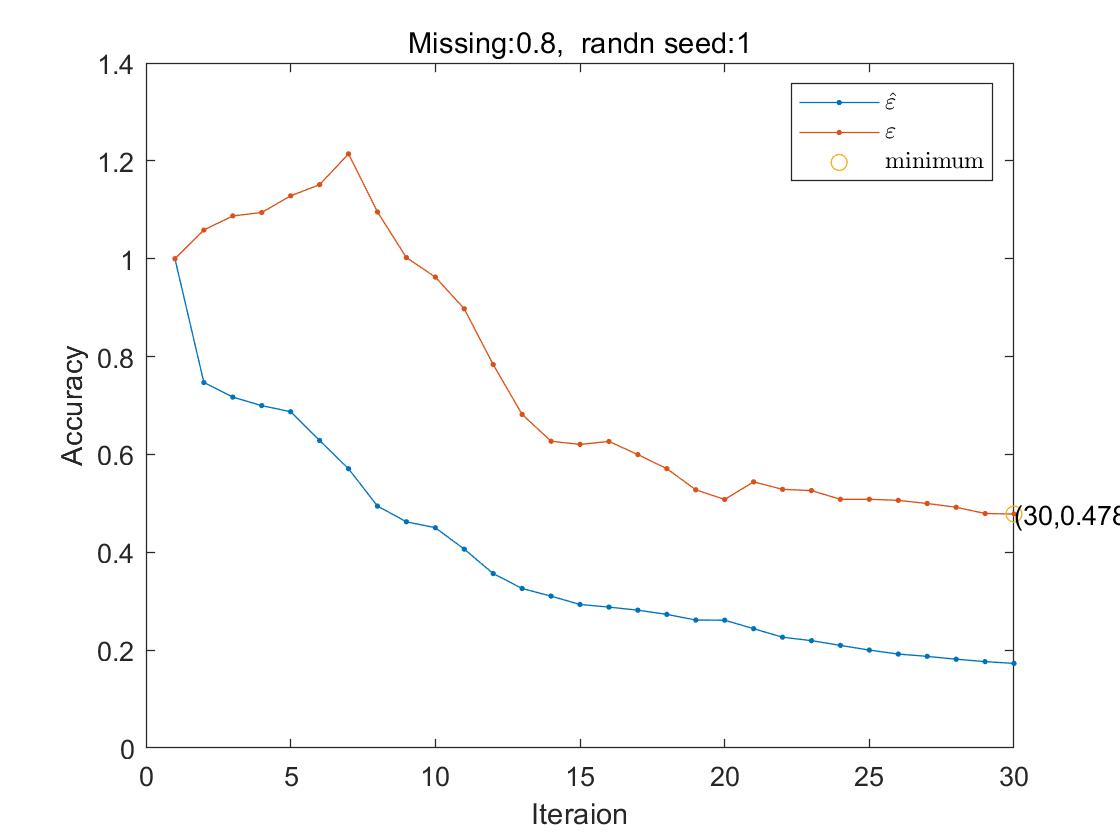 Missing:0.8,  randn seed:1
1.4
1.2
1
0.8
0.6
0.4
0.2
0
Accuracy
ε̂
ε
minimum
(30,0.478
0 5 10 15 20 25 30
Iteraion